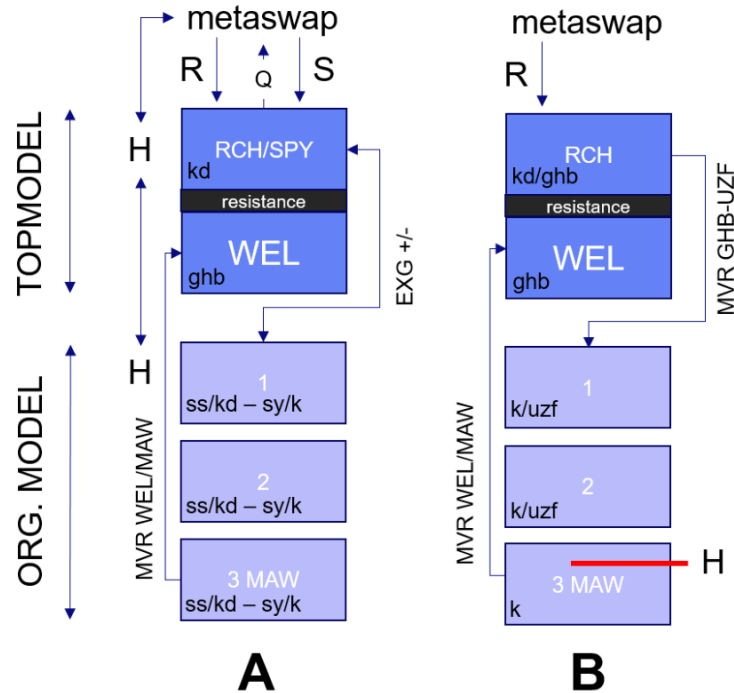 metaswap
R
Q
S
TOPMODEL
H
RCH/SPY
kd
resistance
WEL
ghb
EXG +/-
ORG. MODEL
H
MVR WEL/MAW
1
ss/kd – sy/k
2
ss/kd – sy/k
3 MAW
ss/kd – sy/k
A
metaswap
R
RCH
kd/ghb
resistance
WEL
ghb
MVR GHB-UZF
MVR WEL/MAW
1
k/uzf
2
k/uzf
3 MAW
k
H
B